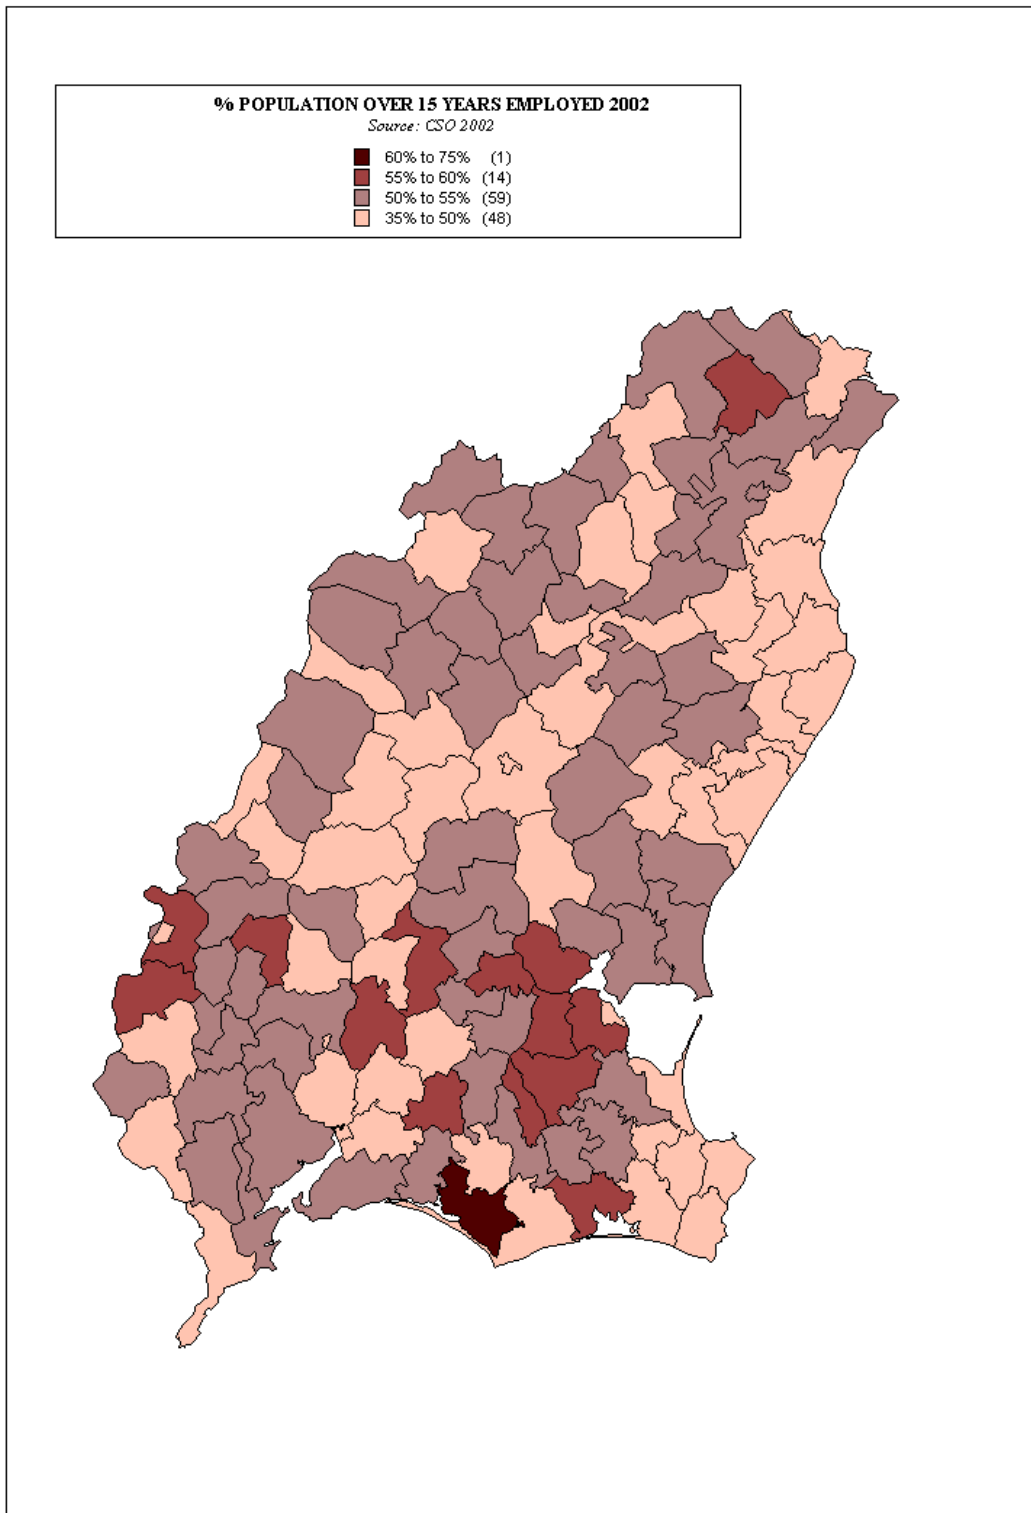 % POPULATION OVER 15 YEARS EMPLOYED 2002
Source: CSO 2002
60% to 75% (1)
55% to 60% (14)
50% to 55% (59)
35% to 50% (48)